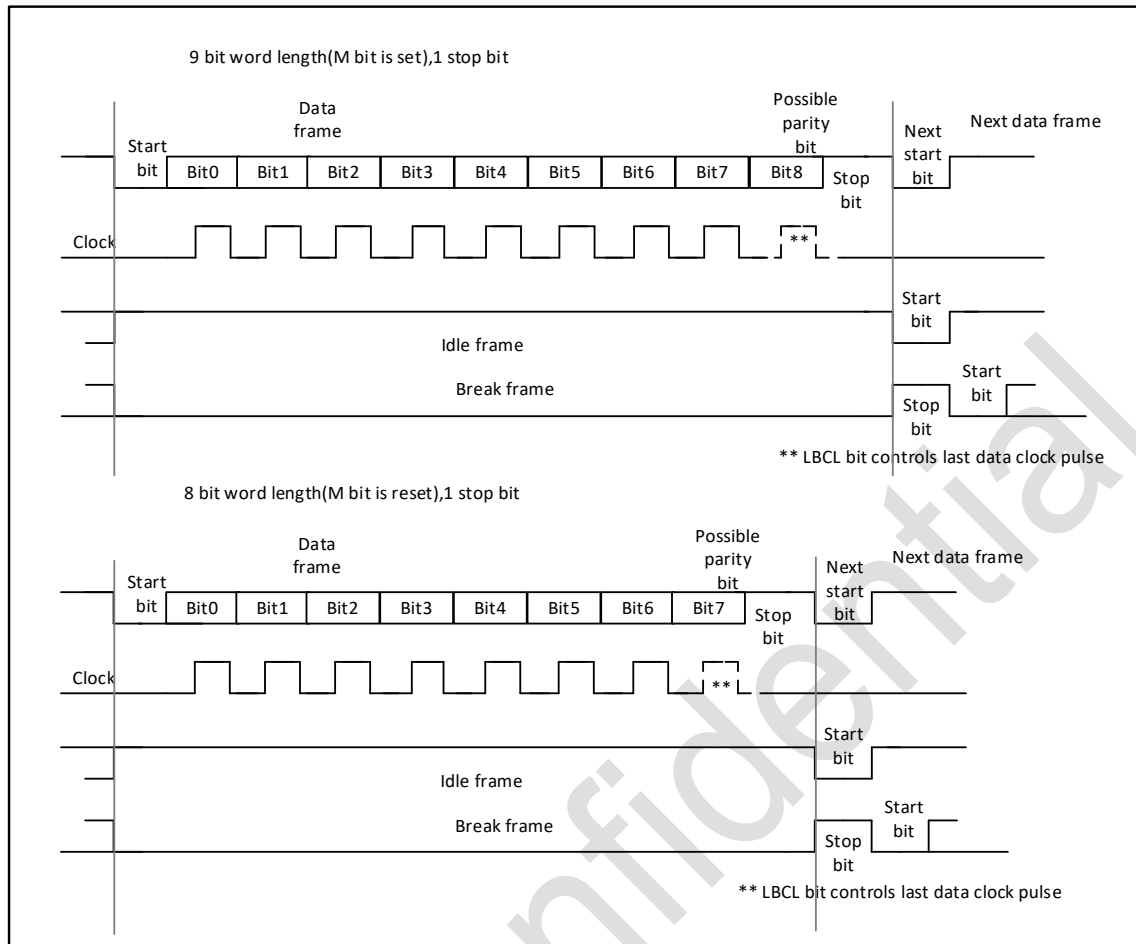 9 bit word length(M bit is set),1 stop bit
Data
frame
Possible
parity
bit
Start
bit
Next
start
bit
Next data frame
Bit0 Bit1 Bit2 Bit3 Bit4 Bit5 Bit6 Bit7 Bit8
Stop
bit
Clock
**
Start
bit
Idle frame
Break frame
Start
bit
Stop
bit
** LBCL bit controls last data clock pulse
8 bit word length(M bit is reset),1 stop bit
Data
frame
Possible
parity
bit
Start
bit
Next
start
bit
Next data frame
Bit0 Bit1 Bit2 Bit3 Bit4 Bit5 Bit6 Bit7
Stop
bit
Clock
**
Start
bit
Idle frame
Break frame
Start
bit
Stop
bit
** LBCL bit controls last data clock pulse
nfidential